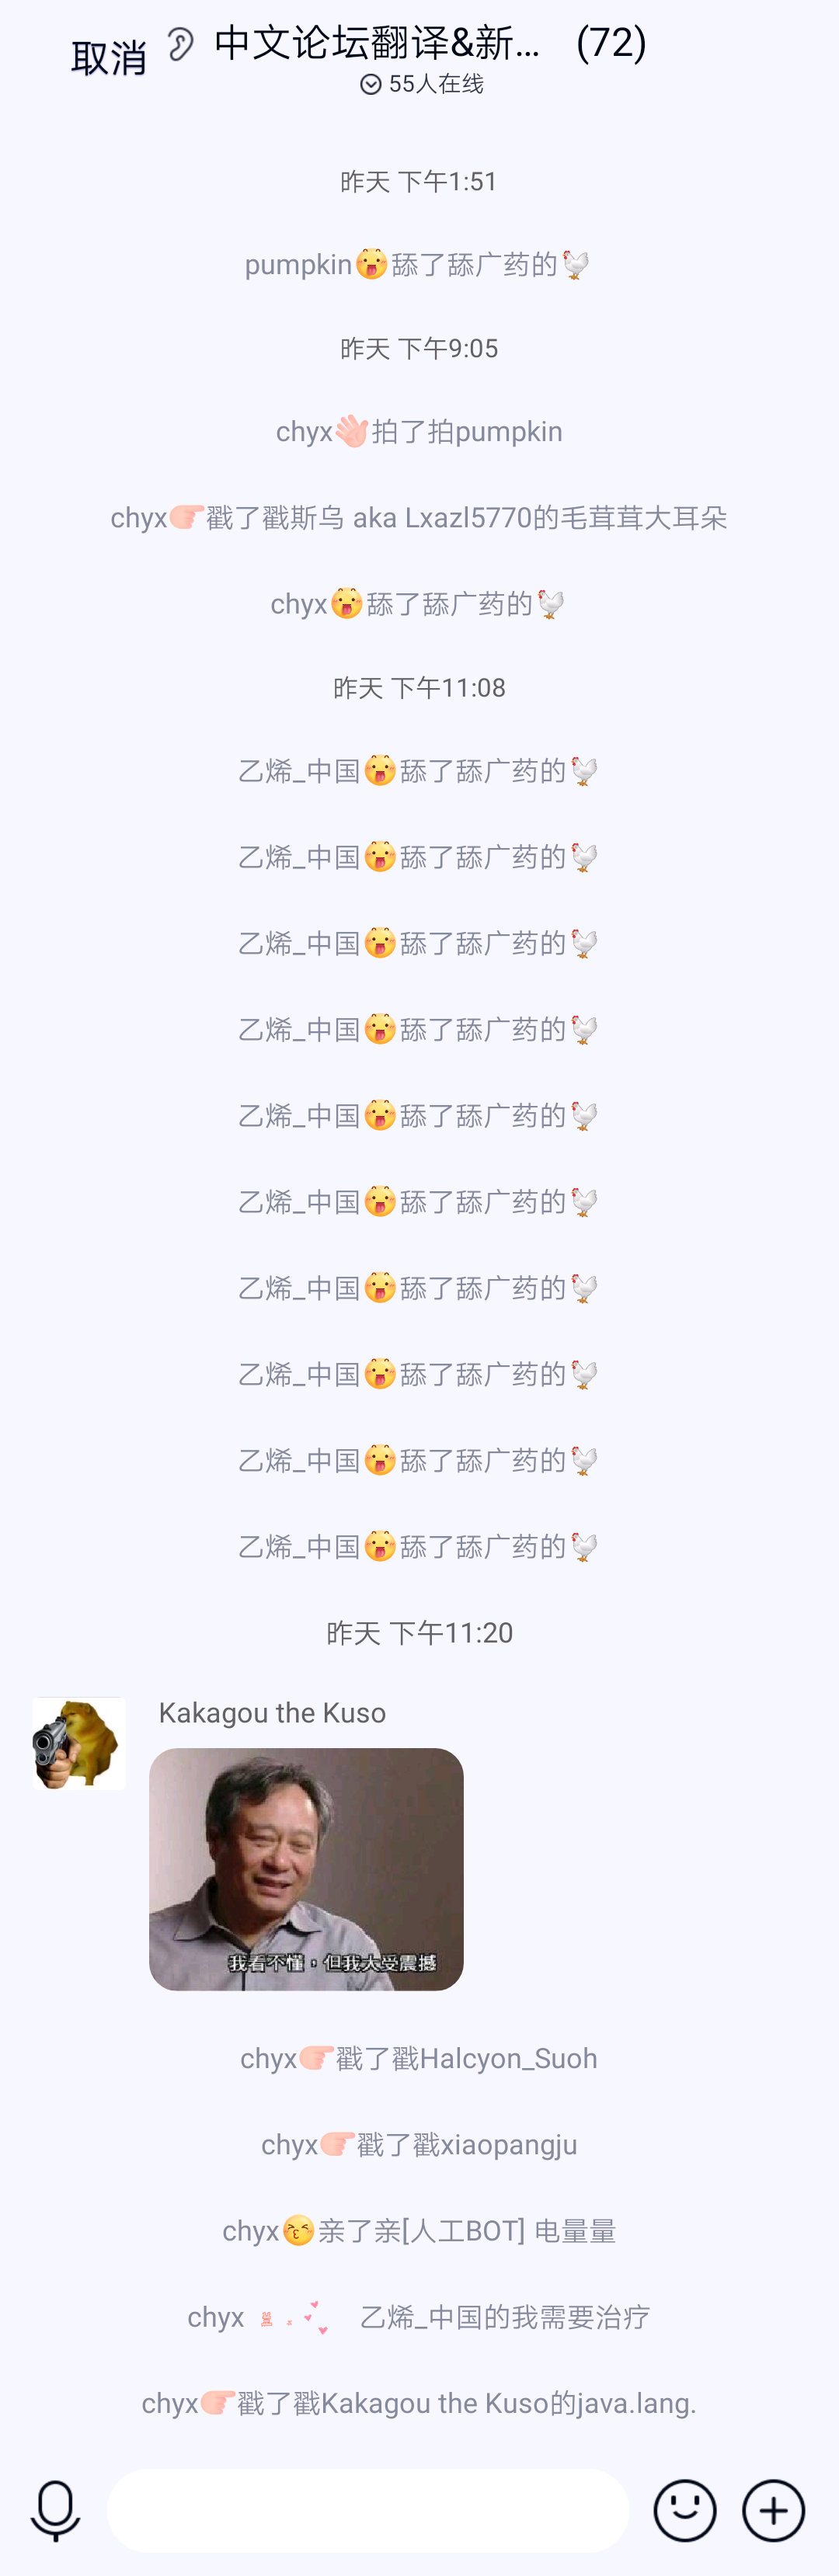 取消 中文论坛翻译&新... (72)
55人在线
昨天 下午1:51
pumpkin😛舔了舔广药的🐓
昨天 下午9:05
chyx👋拍了拍pumpkin
chyx👉戳了戳斯乌 aka Lxazl5770的毛茸茸大耳朵
chyx😛舔了舔广药的🐓
昨天 下午11:08
乙烯_中国😛舔了舔广药的🐓
乙烯_中国😛舔了舔广药的🐓
乙烯_中国😛舔了舔广药的🐓
乙烯_中国😛舔了舔广药的🐓
乙烯_中国😛舔了舔广药的🐓
乙烯_中国😛舔了舔广药的🐓
乙烯_中国😛舔了舔广药的🐓
乙烯_中国😛舔了舔广药的🐓
乙烯_中国😛舔了舔广药的🐓
乙烯_中国😛舔了舔广药的🐓
昨天 下午11:20
Kakagou the Kuso
我看不懂，但我大受震撼
chyx👉戳了戳Halcyon_Suoh
chyx👉戳了戳xiaopangju
chyx😙亲了亲[人工BOT] 电量量
chyx 乙烯_中国的我需要治疗
chyx👉戳了戳Kakagou the Kuso的java.lang.